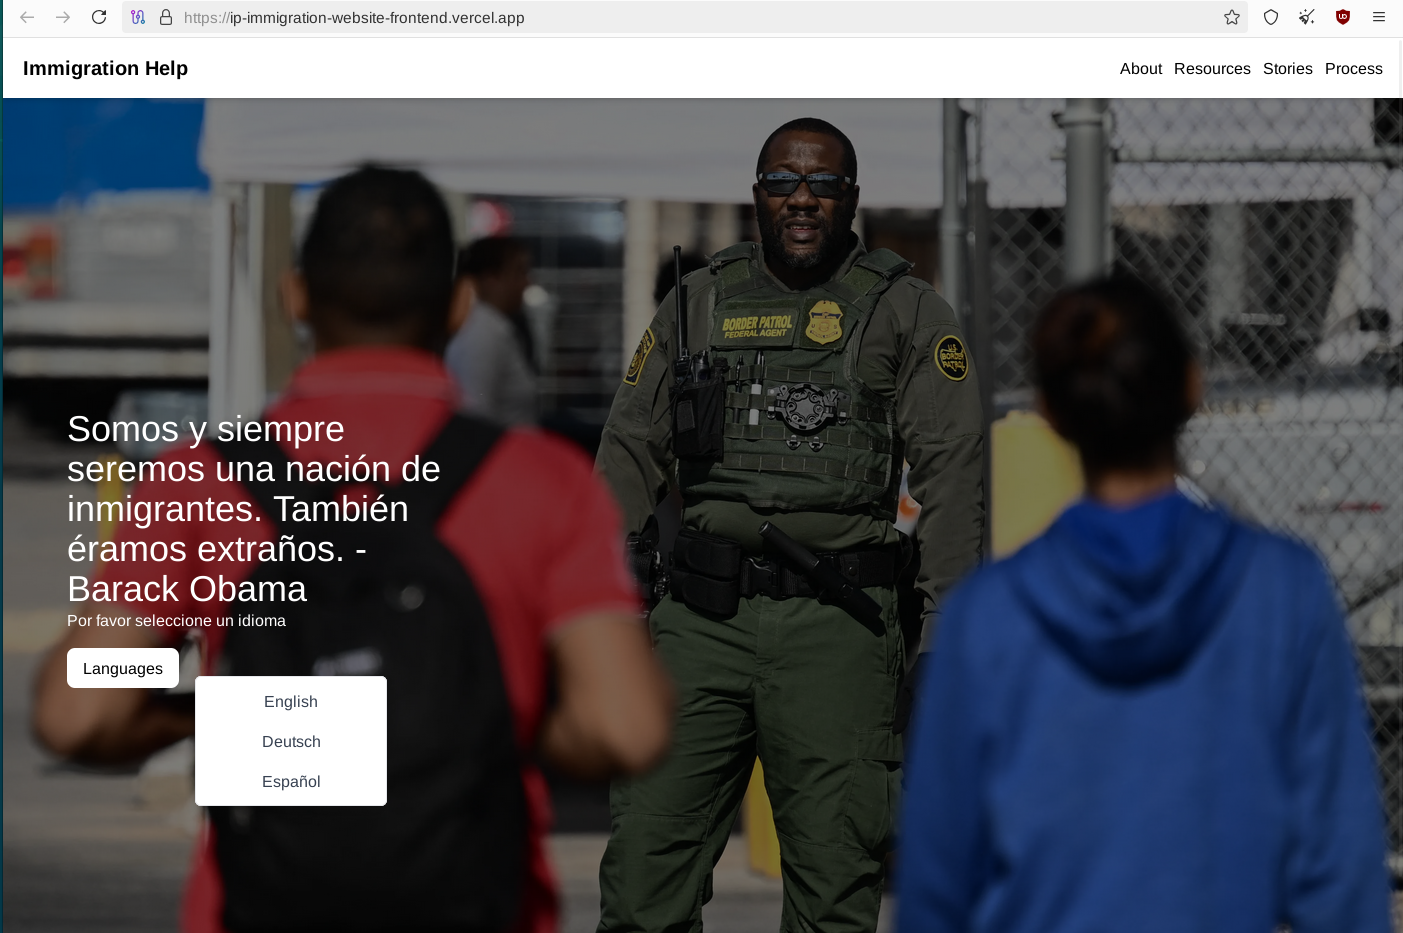 https://ip-immigration-website-frontend.vercel.app
Immigration Help
About Resources Stories Process
BORDER PATROL
FEDERAL AGENT
U.S.
BORDER
PATROL
Somos y siempre
seremos una nación de
inmigrantes. También
éramos extraños. -
Barack Obama
Por favor seleccione un idioma
Languages
English
Deutsch
Español